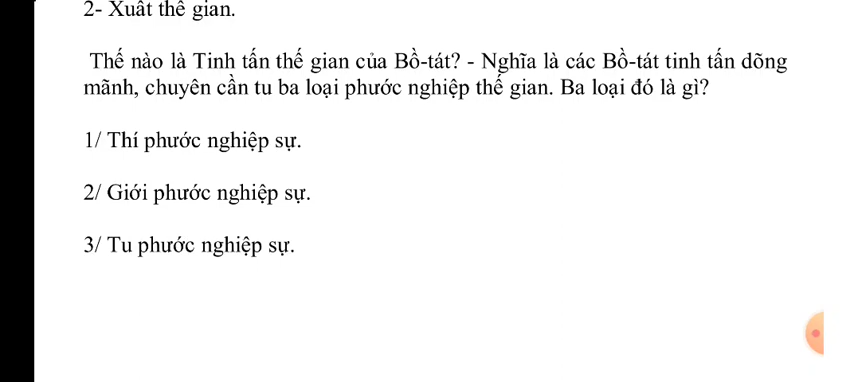 2- Xuất thế gian.
Thế nào là Tinh tấn thế gian của Bồ-tát? - Nghĩa là các Bồ-tát tinh tấn dõng
mãnh, chuyên cần tu ba loại phước nghiệp thế gian. Ba loại đó là gì?
1/ Thí phước nghiệp sự.
2/ Giới phước nghiệp sự.
3/ Tu phước nghiệp sự.